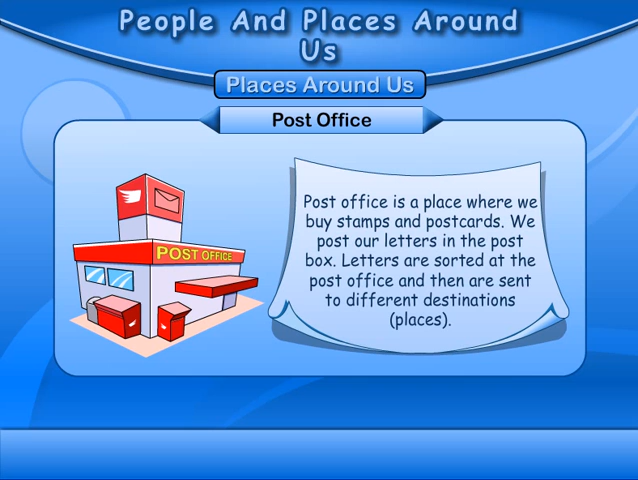 People And Places Around
Us
Places Around Us
Post Office
POST OFFICE
Post office is a place where we
buy stamps and postcards. We
post our letters in the post
box. Letters are sorted at the
post office and then are sent
to different destinations
(places).